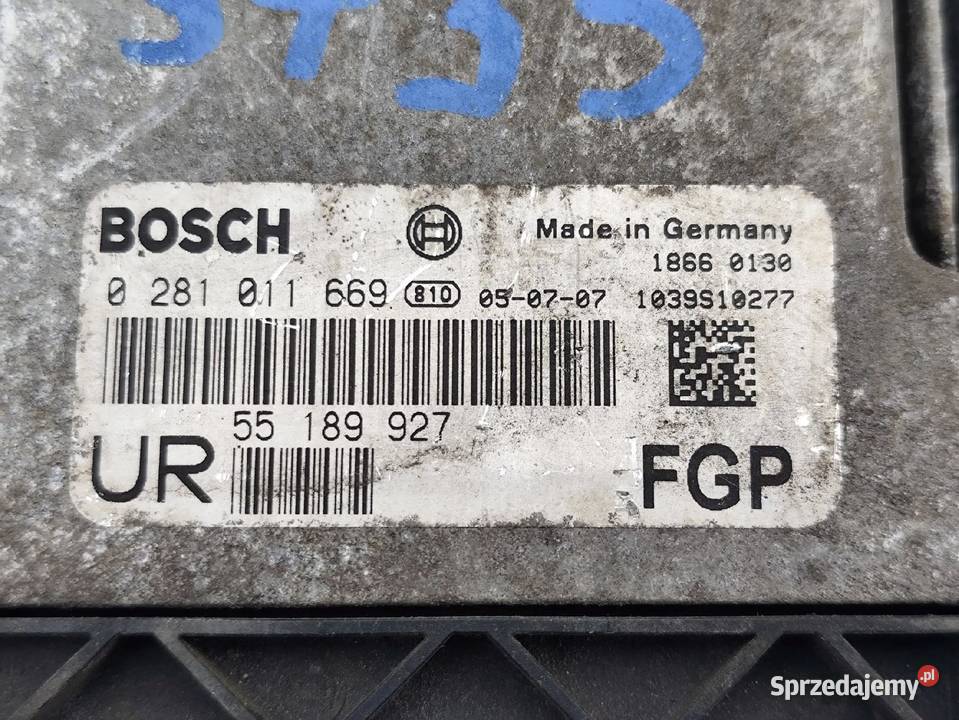 BOSCH
Made in Germany
1866 0130
0 281 011 669 810 05-07-07 1039S10277
55 189 927
UR
FGP
Sprzedajemy.pl